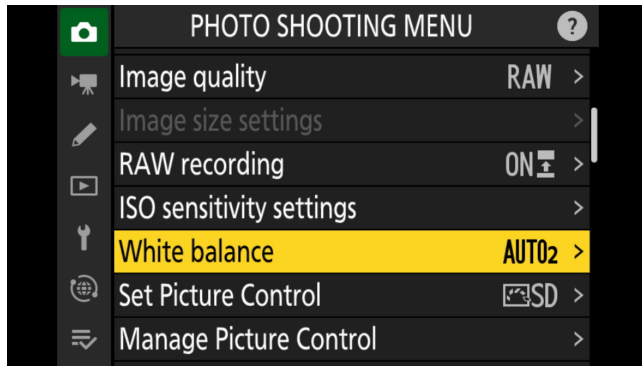 PHOTO SHOOTING MENU ?
Image quality RAW >
Image size settings >
RAW recording ON >
ISO sensitivity settings >
White balance AUTO2 >
Set Picture Control SD >
Manage Picture Control >